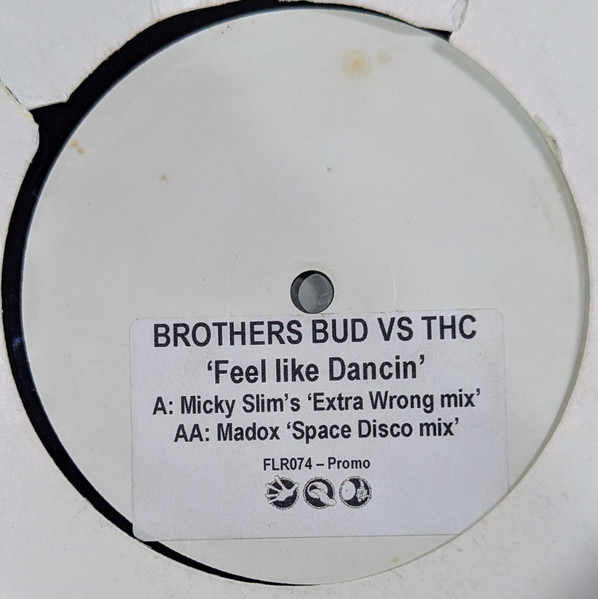 BROTHERS BUD VS THC
‘Feel like Dancin’
A: Micky Slim’s ‘Extra Wrong mix’
AA: Madox ‘Space Disco mix’
FLR074 – Promo